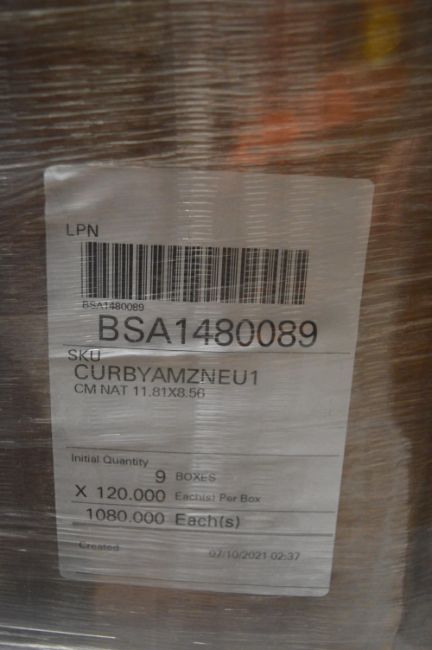 LPN
BSA1480089
BSA1480089
SKU
CURBYAMZNEU1
CM NAT 11.81X8.56
Initial Quantity
9 BOXES
X 120.000 Each(s) Per Box
1080.000 Each(s)
Created 07/10/2021 02:37